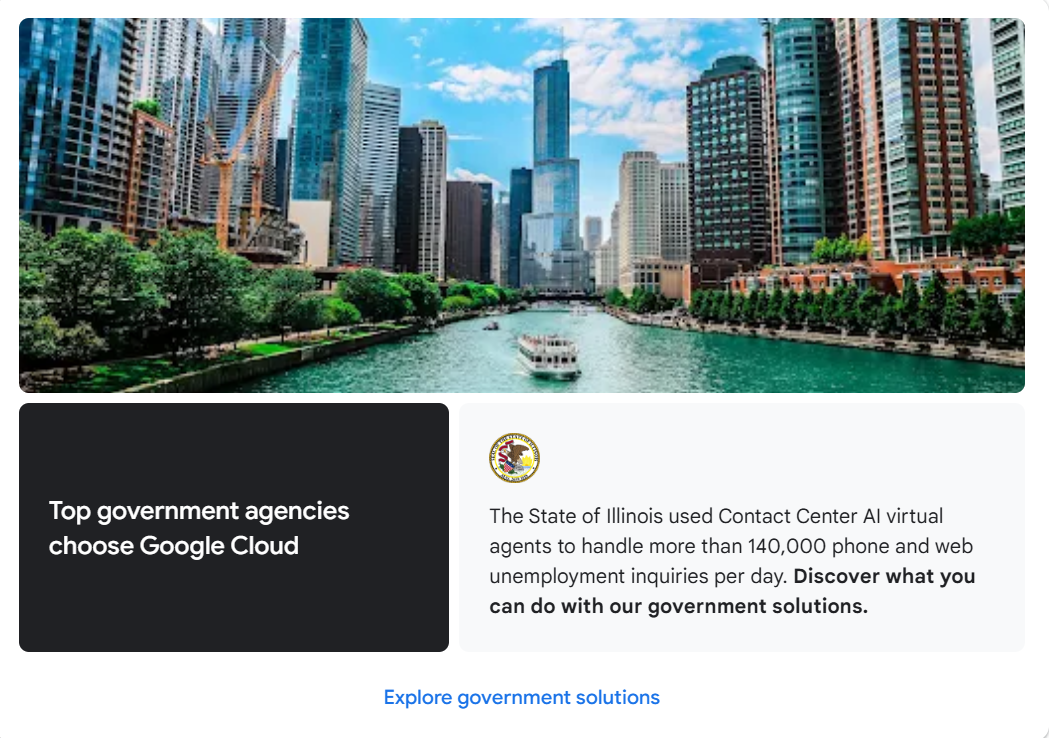 Top government agencies
choose Google Cloud
The State of Illinois used Contact Center AI virtual
agents to handle more than 140,000 phone and web
unemployment inquiries per day. Discover what you
can do with our government solutions.
Explore government solutions